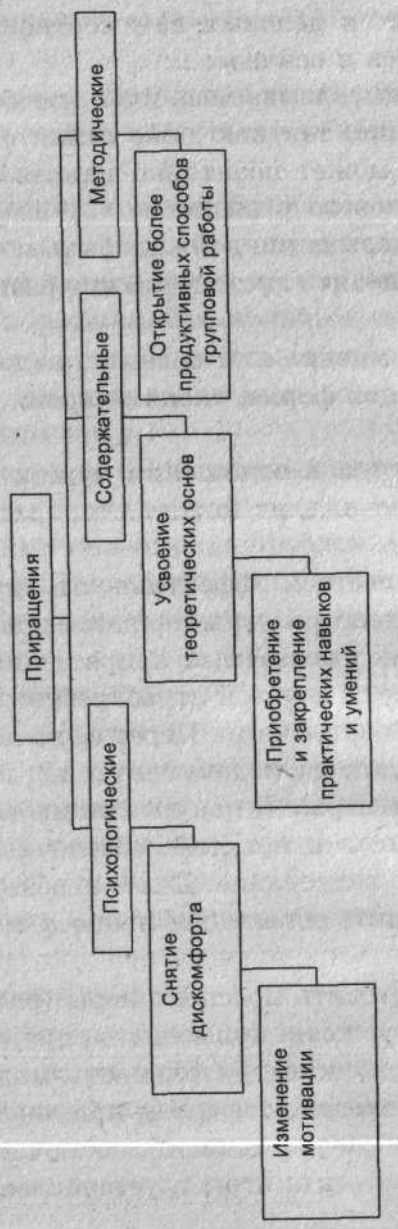 Приращения
Психологические
Содержательные
Методические
Снятие
дискомфорта
Усвоение
теоретических основ
Открытие более
продуктивных способов
групповой работы
Изменение
мотивации
Приобретение
и закрепление
практических навыков
и умений